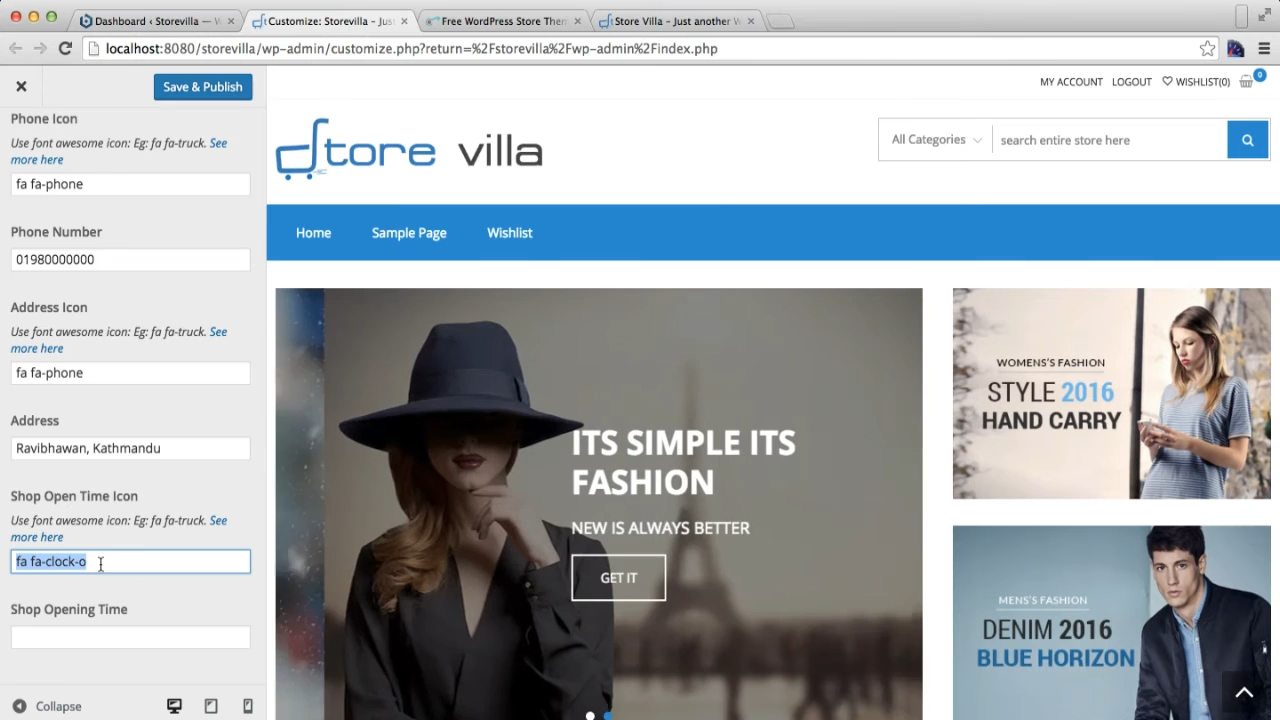 Dashboard ‹ Storevilla — W
Customize: Storevilla – Jus
Free WordPress Store Them
Store Villa – Just another W
localhost:8080/storevilla/wp-admin/customize.php?return=%2Fstorevilla%2Fwp-admin%2Findex.php
Save & Publish
Phone Icon
Use font awesome icon: Eg: fa fa-truck. See
more here
fa fa-phone
Phone Number
01980000000
Address Icon
Use font awesome icon: Eg: fa fa-truck. See
more here
fa fa-phone
Address
Ravibhawan, Kathmandu
Shop Open Time Icon
Use font awesome icon: Eg: fa fa-truck. See
more here
fa fa-clock-o
Shop Opening Time
Collapse
MY ACCOUNT LOGOUT WISHLIST(0) 0
tore villa
All Categories search entire store here
Home Sample Page Wishlist
ITS SIMPLE ITS
FASHION
NEW IS ALWAYS BETTER
GET IT
WOMENS'S FASHION
STYLE 2016
HAND CARRY
MENS'S FASHION
DENIM 2016
BLUE HORIZON